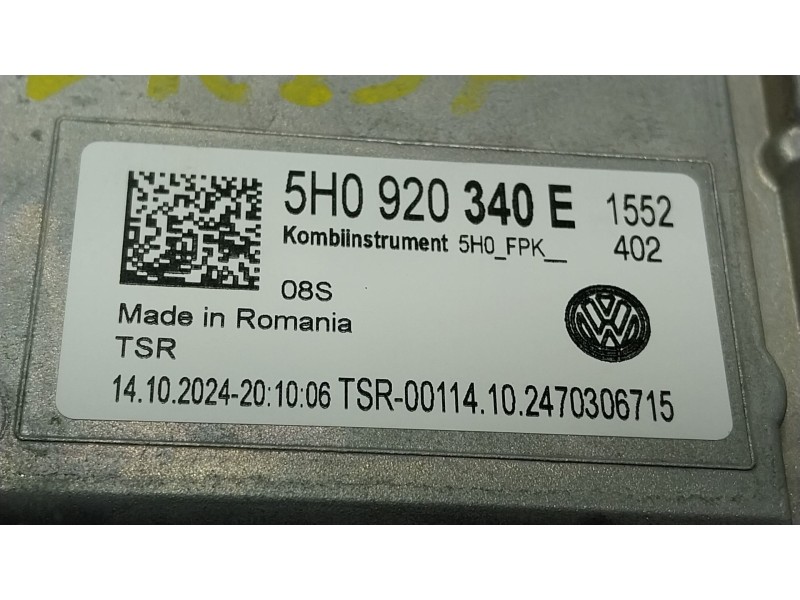 5H0 920 340 E 1552
Kombiinstrument 5H0_FPK__ 402
08S
Made in Romania
TSR
14.10.2024-20:10:06 TSR-00114.10.2470306715